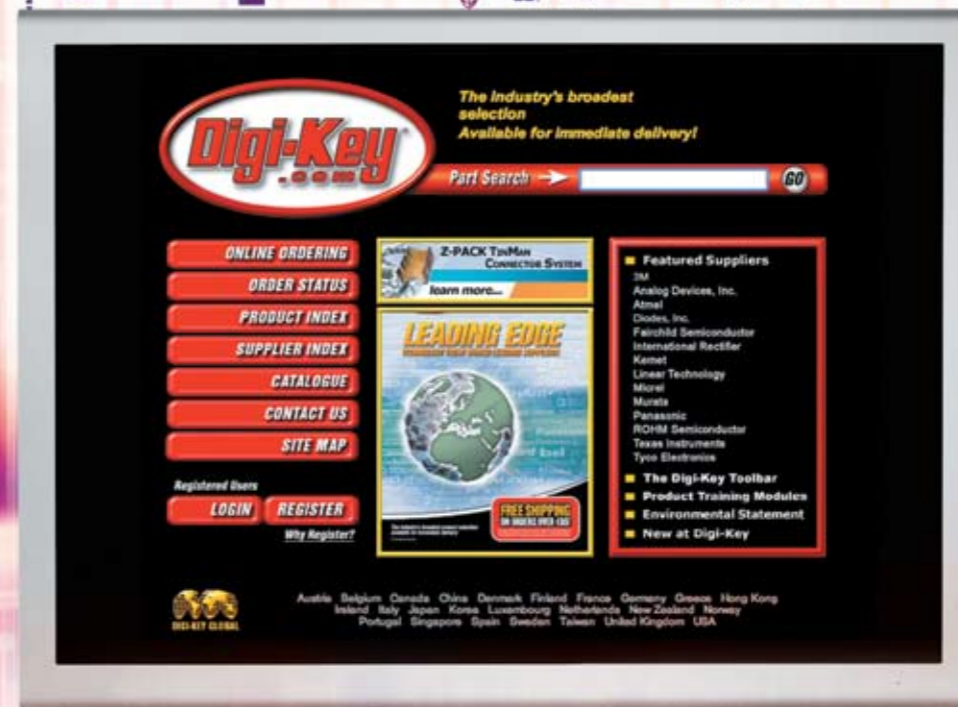 Digi-Key
.com
The Industry's broadest
selection
Available for immediate delivery!
Part Search
GO
ONLINE ORDERING
ORDER STATUS
PRODUCT INDEX
SUPPLIER INDEX
CATALOGUE
CONTACT US
SITE MAP
Registered Users
LOGIN REGISTER
Why Register?
Z-PACK TINMAN
CONNECTOR SYSTEM
learn more...
LEADING EDGE
FREE SHIPPING
ON ORDERS OVER
Featured Suppliers
3M
Analog Devices, Inc.
Atmel
Diodes, Inc.
Fairchild Semiconductor
International Rectifier
Kemet
Linear Technology
Micrel
Murata
Panasonic
ROHM Semiconductor
Texas Instruments
Tyco Electronics
The Digi-Key Toolbar
Product Training Modules
Environmental Statement
New at Digi-Key
DIGI-KEY GLOBAL
Austria Belgium Canada China Denmark Finland France Germany Greece Hong Kong
Ireland Italy Japan Korea Luxembourg Netherlands New Zealand Norway
Portugal Singapore Spain Sweden Taiwan United Kingdom USA